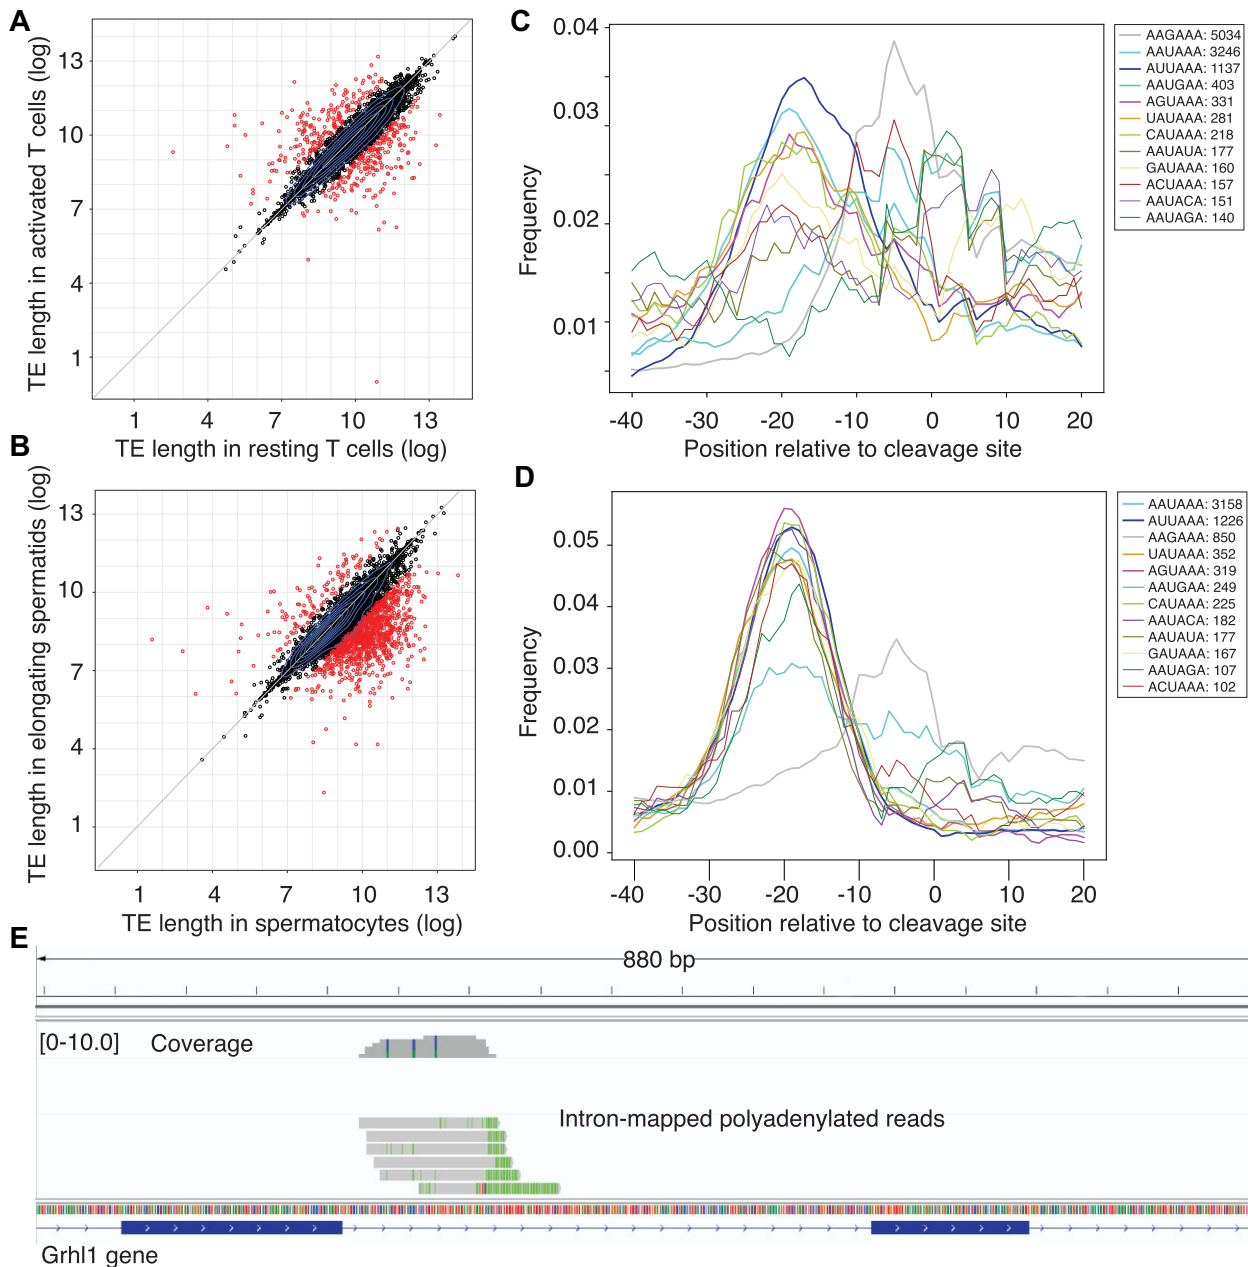 A
TE length in activated T cells (log)
13
10
7
4
1
1 4 7 10 13
TE length in resting T cells (log)
B
TE length in elongating spermatids (log)
13
10
7
4
1
1 4 7 10 13
TE length in spermatocytes (log)
C
Frequency
0.04
0.03
0.02
0.01
-40 -30 -20 -10 0 10 20
Position relative to cleavage site
AAGAAA: 5034
AAUAAA: 3246
AUUAAA: 1137
AAUGAA: 403
AGUAAA: 331
UAUAAA: 281
CAUAAA: 218
AAUAUA: 177
GAUAAA: 160
ACUAAA: 157
AAUACA: 151
AAUAGA: 140
D
Frequency
0.05
0.04
0.03
0.02
0.01
0.00
-40 -30 -20 -10 0 10 20
Position relative to cleavage site
AAUAAA: 3158
AUUAAA: 1226
AAGAAA: 850
UAUAAA: 352
AGUAAA: 319
AAUGAA: 249
CAUAAA: 225
AAUACA: 182
AAUAUA: 177
GAUAAA: 167
AAUAGA: 107
ACUAAA: 102
E
880 bp
[0-10.0] Coverage
Intron-mapped polyadenylated reads
Grhl1 gene